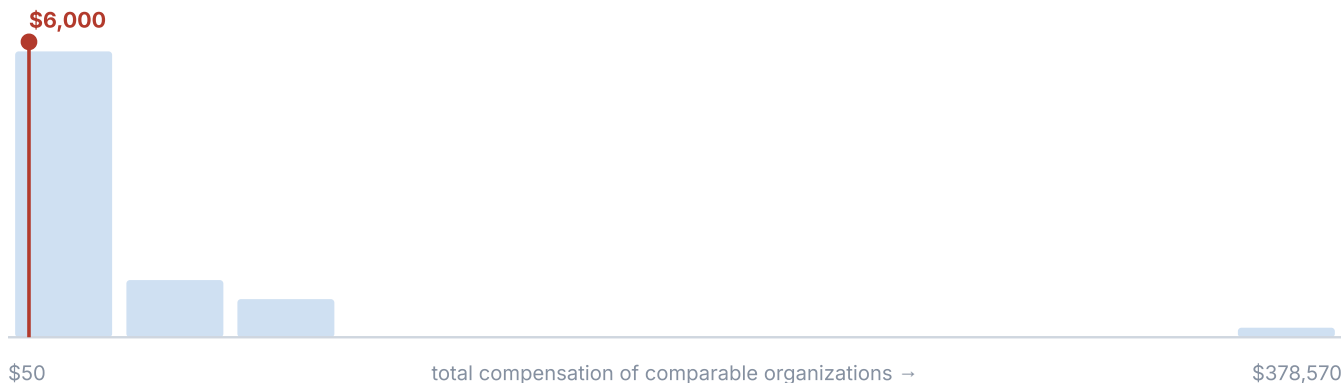 $6,000
$50 total compensation of comparable organizations → $378,570